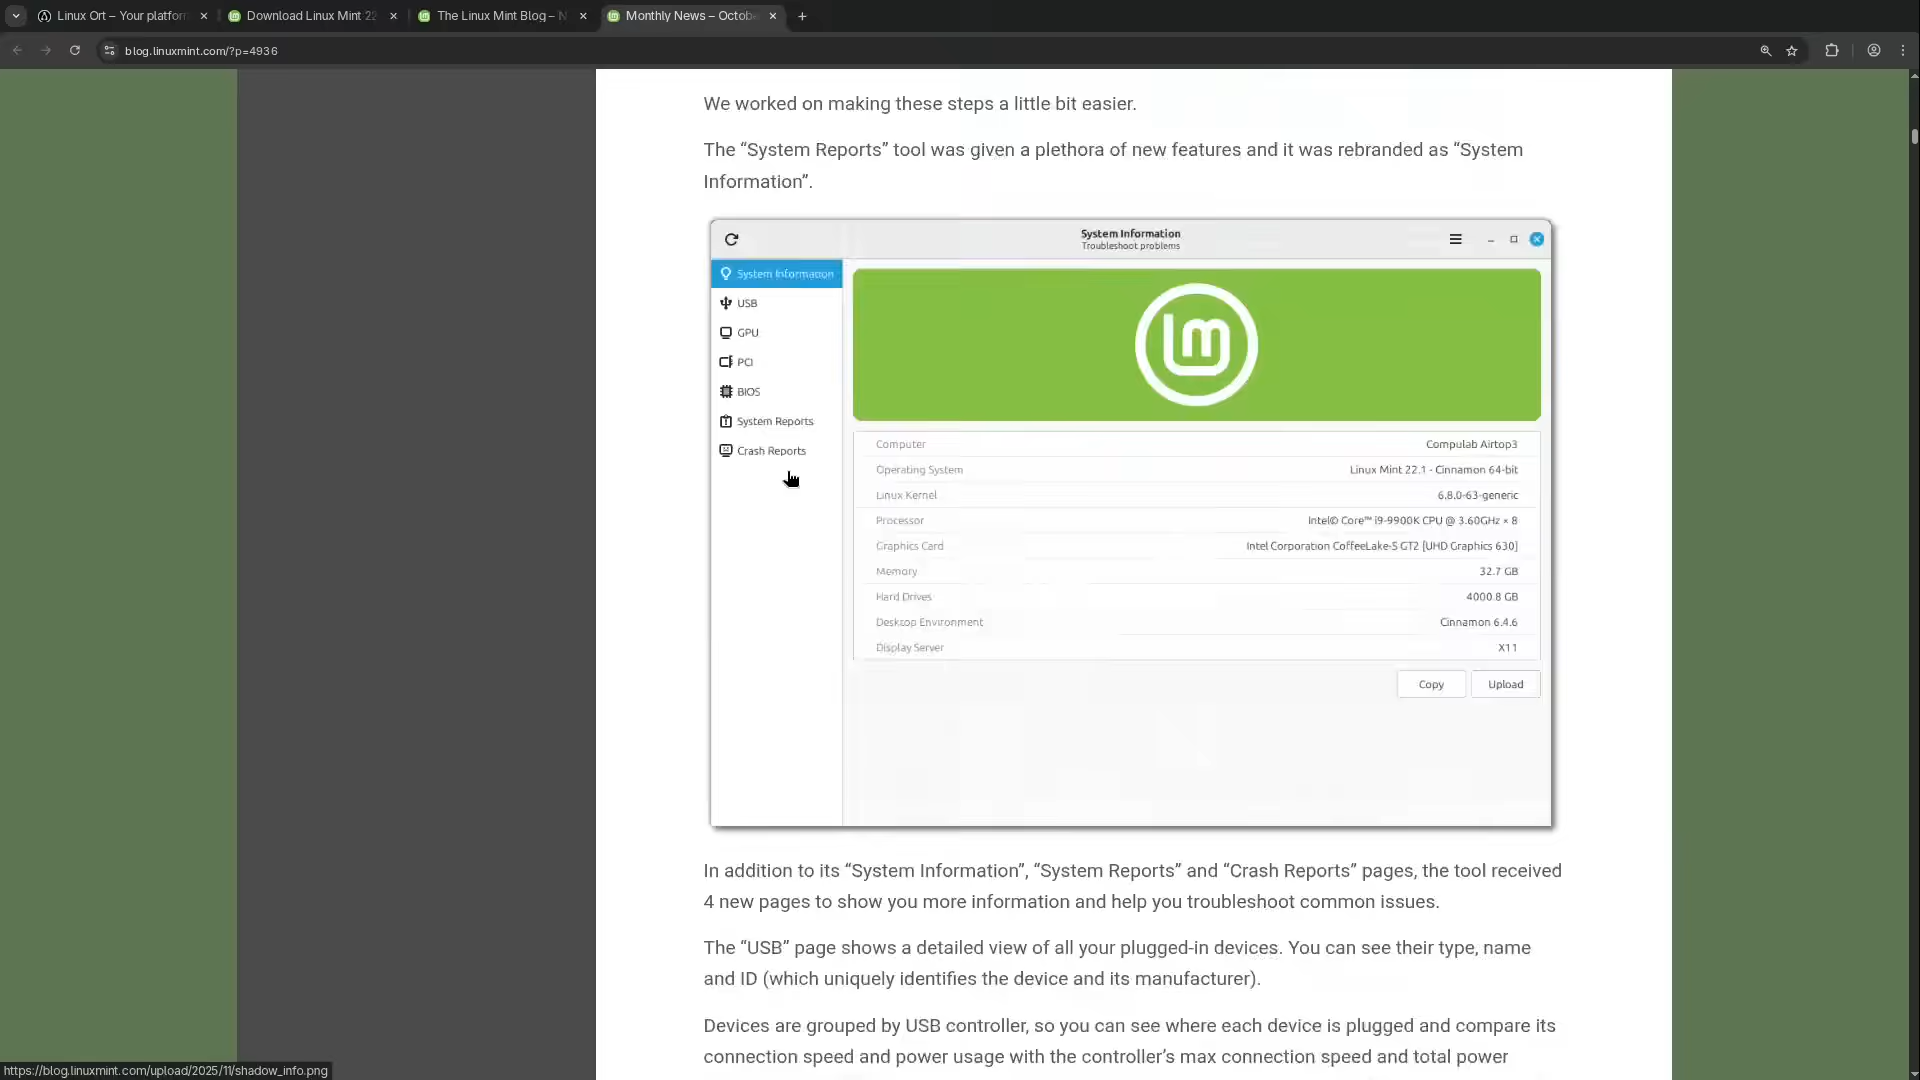 Linux Ort – Your platfor
Download Linux Mint 22
The Linux Mint Blog – N
Monthly News – Octobe
blog.linuxmint.com/?p=4936
We worked on making these steps a little bit easier.
The “System Reports” tool was given a plethora of new features and it was rebranded as “System
Information”.
System Information
Troubleshoot problems
System Information
USB
GPU
PCI
BIOS
System Reports
Crash Reports
lm
Computer Compulab Airtop3
Operating System Linux Mint 22.1 - Cinnamon 64-bit
Linux Kernel 6.8.0-63-generic
Processor Intel© Core™ i9-9900K CPU @ 3.60GHz × 8
Graphics Card Intel Corporation CoffeeLake-S GT2 [UHD Graphics 630]
Memory 32.7 GB
Hard Drives 4000.8 GB
Desktop Environment Cinnamon 6.4.6
Display Server X11
Copy Upload
In addition to its “System Information”, “System Reports” and “Crash Reports” pages, the tool received
4 new pages to show you more information and help you troubleshoot common issues.
The “USB” page shows a detailed view of all your plugged-in devices. You can see their type, name
and ID (which uniquely identifies the device and its manufacturer).
Devices are grouped by USB controller, so you can see where each device is plugged and compare its
connection speed and power usage with the controller’s max connection speed and total power
https://blog.linuxmint.com/upload/2025/11/shadow_info.png